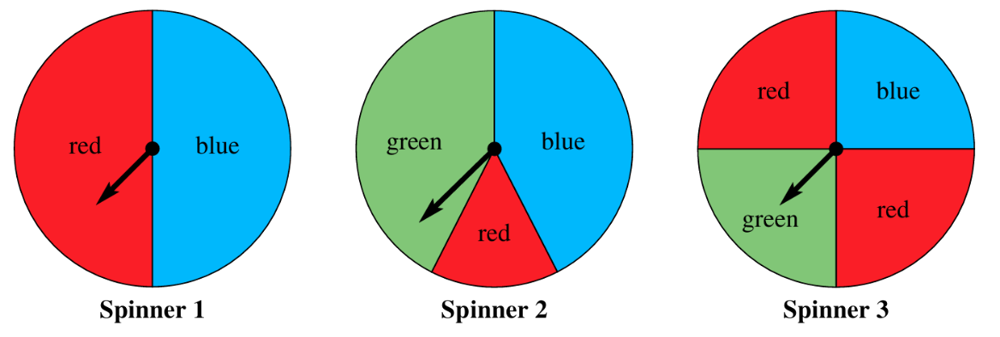 red
blue
Spinner 1
green
blue
red
Spinner 2
red
blue
green
red
Spinner 3